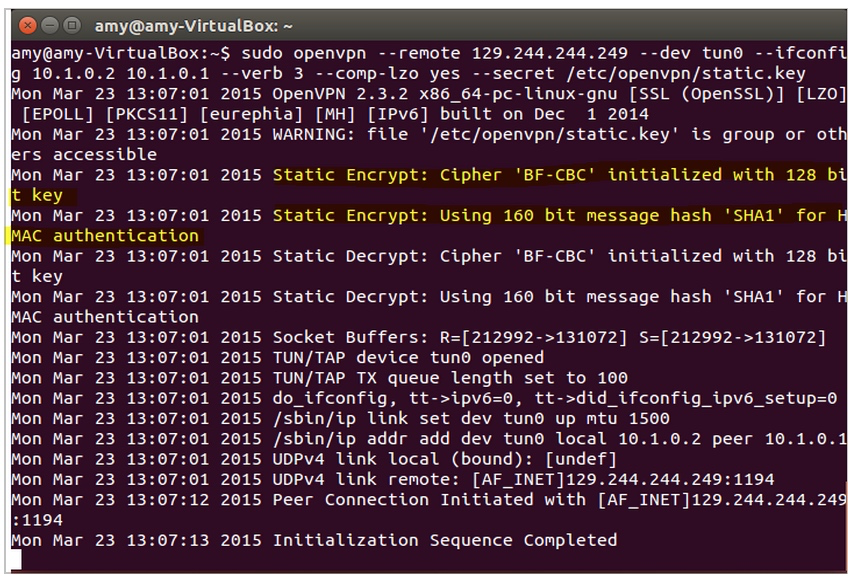 amy@amy-VirtualBox: ~
amy@amy-VirtualBox:~$ sudo openvpn --remote 129.244.244.249 --dev tun0 --ifconfi
g 10.1.0.2 10.1.0.1 --verb 3 --comp-lzo yes --secret /etc/openvpn/static.key
Mon Mar 23 13:07:01 2015 OpenVPN 2.3.2 x86_64-pc-linux-gnu [SSL (OpenSSL)] [LZO]
 [EPOLL] [PKCS11] [eurephia] [MH] [IPv6] built on Dec  1 2014
Mon Mar 23 13:07:01 2015 WARNING: file '/etc/openvpn/static.key' is group or oth
ers accessible
Mon Mar 23 13:07:01 2015 Static Encrypt: Cipher 'BF-CBC' initialized with 128 bi
t key
Mon Mar 23 13:07:01 2015 Static Encrypt: Using 160 bit message hash 'SHA1' for H
MAC authentication
Mon Mar 23 13:07:01 2015 Static Decrypt: Cipher 'BF-CBC' initialized with 128 bi
t key
Mon Mar 23 13:07:01 2015 Static Decrypt: Using 160 bit message hash 'SHA1' for H
MAC authentication
Mon Mar 23 13:07:01 2015 Socket Buffers: R=[212992->131072] S=[212992->131072]
Mon Mar 23 13:07:01 2015 TUN/TAP device tun0 opened
Mon Mar 23 13:07:01 2015 TUN/TAP TX queue length set to 100
Mon Mar 23 13:07:01 2015 do_ifconfig, tt->ipv6=0, tt->did_ifconfig_ipv6_setup=0
Mon Mar 23 13:07:01 2015 /sbin/ip link set dev tun0 up mtu 1500
Mon Mar 23 13:07:01 2015 /sbin/ip addr add dev tun0 local 10.1.0.2 peer 10.1.0.1
Mon Mar 23 13:07:01 2015 UDPv4 link local (bound): [undef]
Mon Mar 23 13:07:01 2015 UDPv4 link remote: [AF_INET]129.244.244.249:1194
Mon Mar 23 13:07:12 2015 Peer Connection Initiated with [AF_INET]129.244.244.249
:1194
Mon Mar 23 13:07:13 2015 Initialization Sequence Completed